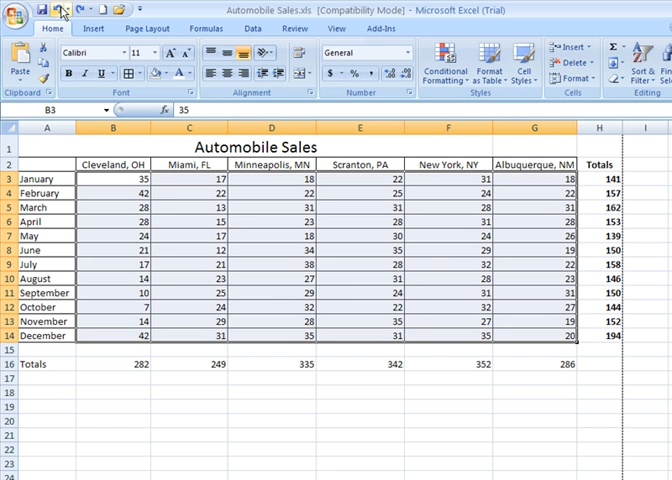 Automobile Sales.xls [Compatibility Mode] - Microsoft Excel (Trial)
Home Insert Page Layout Formulas Data Review View Add-Ins
Calibri 11 A A General Insert Σ
Paste B I U A $ % , Conditional Formatting Format as Table Cell Styles Delete Format Sort & Filter
Clipboard Font Alignment Number Styles Cells
B3 fx 35
A B C D E F G H I J
1 Automobile Sales
2 Cleveland, OH Miami, FL Minneapolis, MN Scranton, PA New York, NY Albuquerque, NM Totals
3 January 35 17 18 22 31 18 141
4 February 42 22 22 25 24 22 157
5 March 28 13 31 31 28 31 162
6 April 28 15 23 28 31 28 153
7 May 24 17 18 30 24 26 139
8 June 21 12 34 35 29 19 150
9 July 17 21 38 28 32 22 158
10 August 14 23 27 31 28 23 146
11 September 10 25 29 24 31 31 150
12 October 7 24 32 22 32 27 144
13 November 14 29 28 35 27 19 152
14 December 42 31 35 31 35 20 194
15
16 Totals 282 249 335 342 352 286
17
18
19
20
21
22
23
24